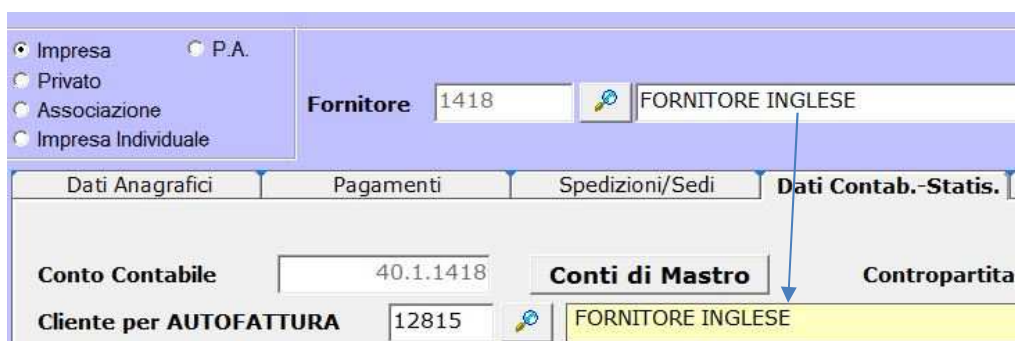 Impresa P.A.
Privato
Associazione
Impresa Individuale
Fornitore 1418 FORNITORE INGLESE
Dati Anagrafici Pagamenti Spedizioni/Sedi Dati Contab.-Statis.
Conto Contabile 40.1.1418 Conti di Mastro Contropartita
Cliente per AUTOFATTURA 12815 FORNITORE INGLESE